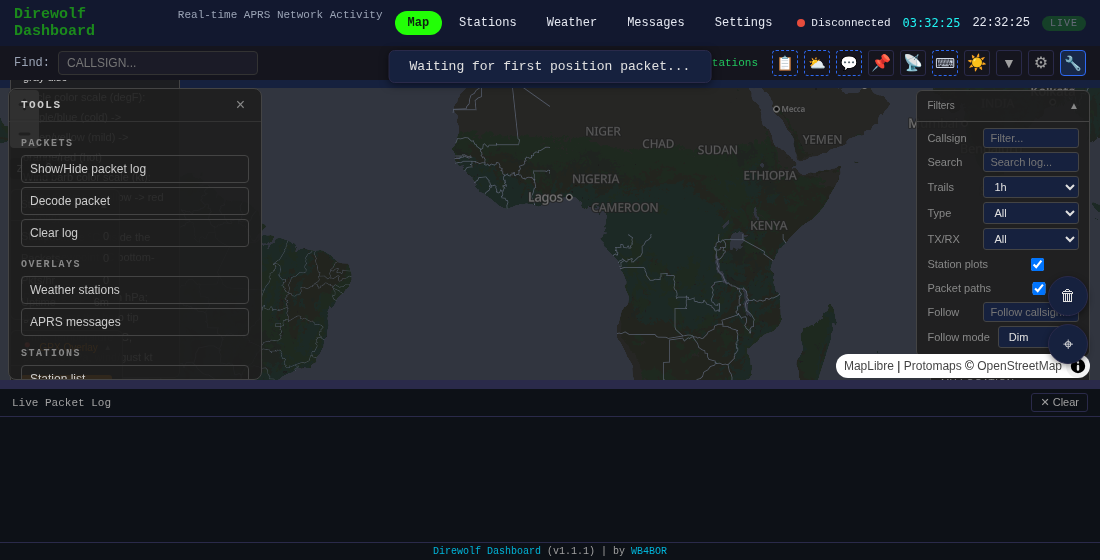 Direwolf Dashboard
Real-time APRS Network Activity
Map
Stations
Weather
Messages
Settings
Disconnected
03:32:25
22:32:25
LIVE
Find:
CALLSIGN...
Waiting for first position packet...
tations
TOOLS
×
PACKETS
Show/Hide packet log
Decode packet
Clear log
OVERLAYS
Weather stations
APRS messages
STATIONS
Station list
Mecca
NIGER
CHAD
SUDAN
YEMEN
NIGERIA
ETHIOPIA
Lagos
CAMEROON
KENYA
Filters
Callsign
Filter...
Search
Search log...
Trails
1h
Type
All
TX/RX
All
Station plots
Packet paths
Follow
Follow callsign
Follow mode
Dim
MapLibre | Protomaps © OpenStreetMap
Live Packet Log
✕ Clear
Direwolf Dashboard (v1.1.1) | by WB4BOR